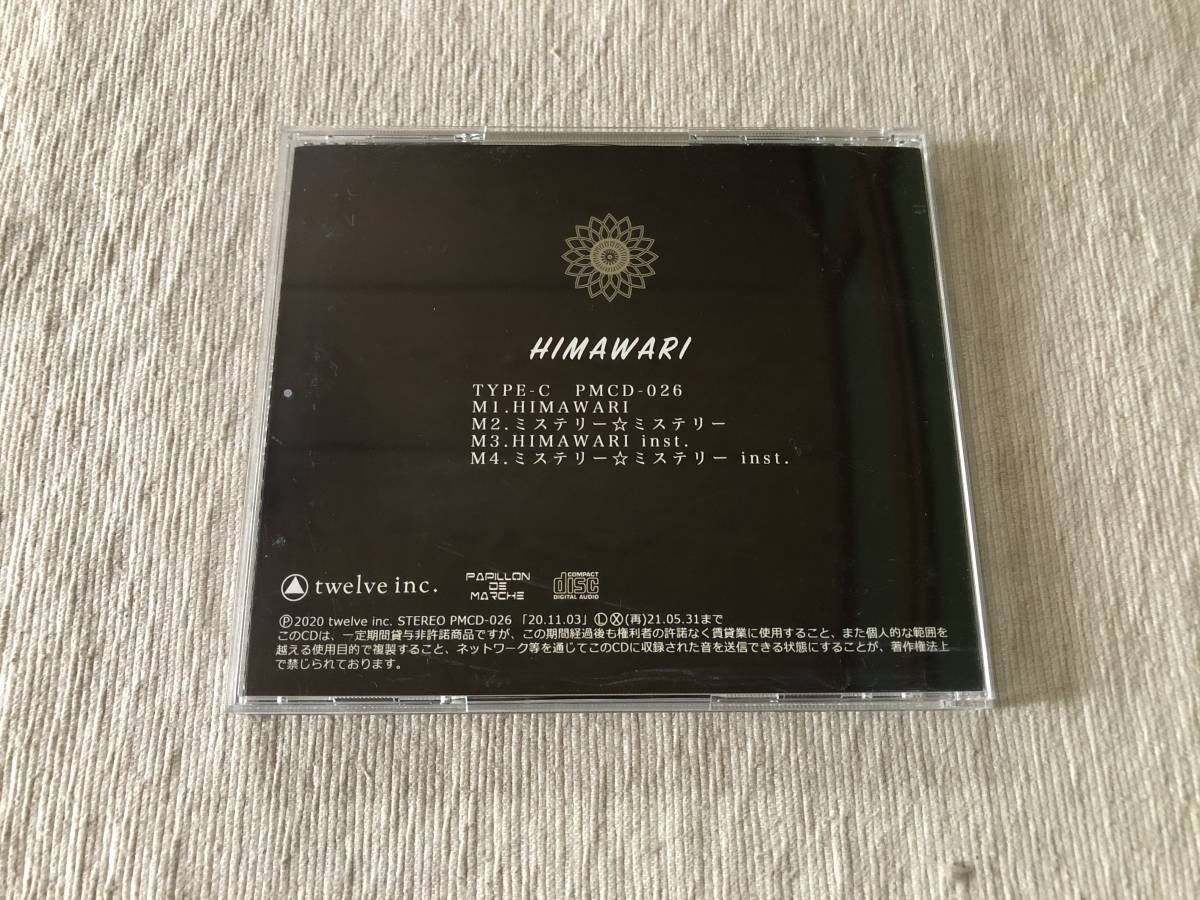 HIMAWARI
TYPE-C PMCD-026
M1.HIMAWARI
M2.ミステリー☆ミステリー
M3.HIMAWARI inst.
M4.ミステリー☆ミステリー inst.
twelve inc.
PAPILLON
DE
MARCHE
COMPACT
disc
DIGITAL AUDIO
Ⓟ2020 twelve inc. STEREO PMCD-026 「20.11.03」ⓁⓍ(再)21.05.31まで
このCDは、一定期間貸与非許諾商品ですが、この期間経過後も権利者の許諾なく賃貸業に使用すること、また個人的な範囲を
越える使用目的で複製すること、ネットワーク等を通じてこのCDに収録された音を送信できる状態にすることが、著作権法上
で禁じられております。